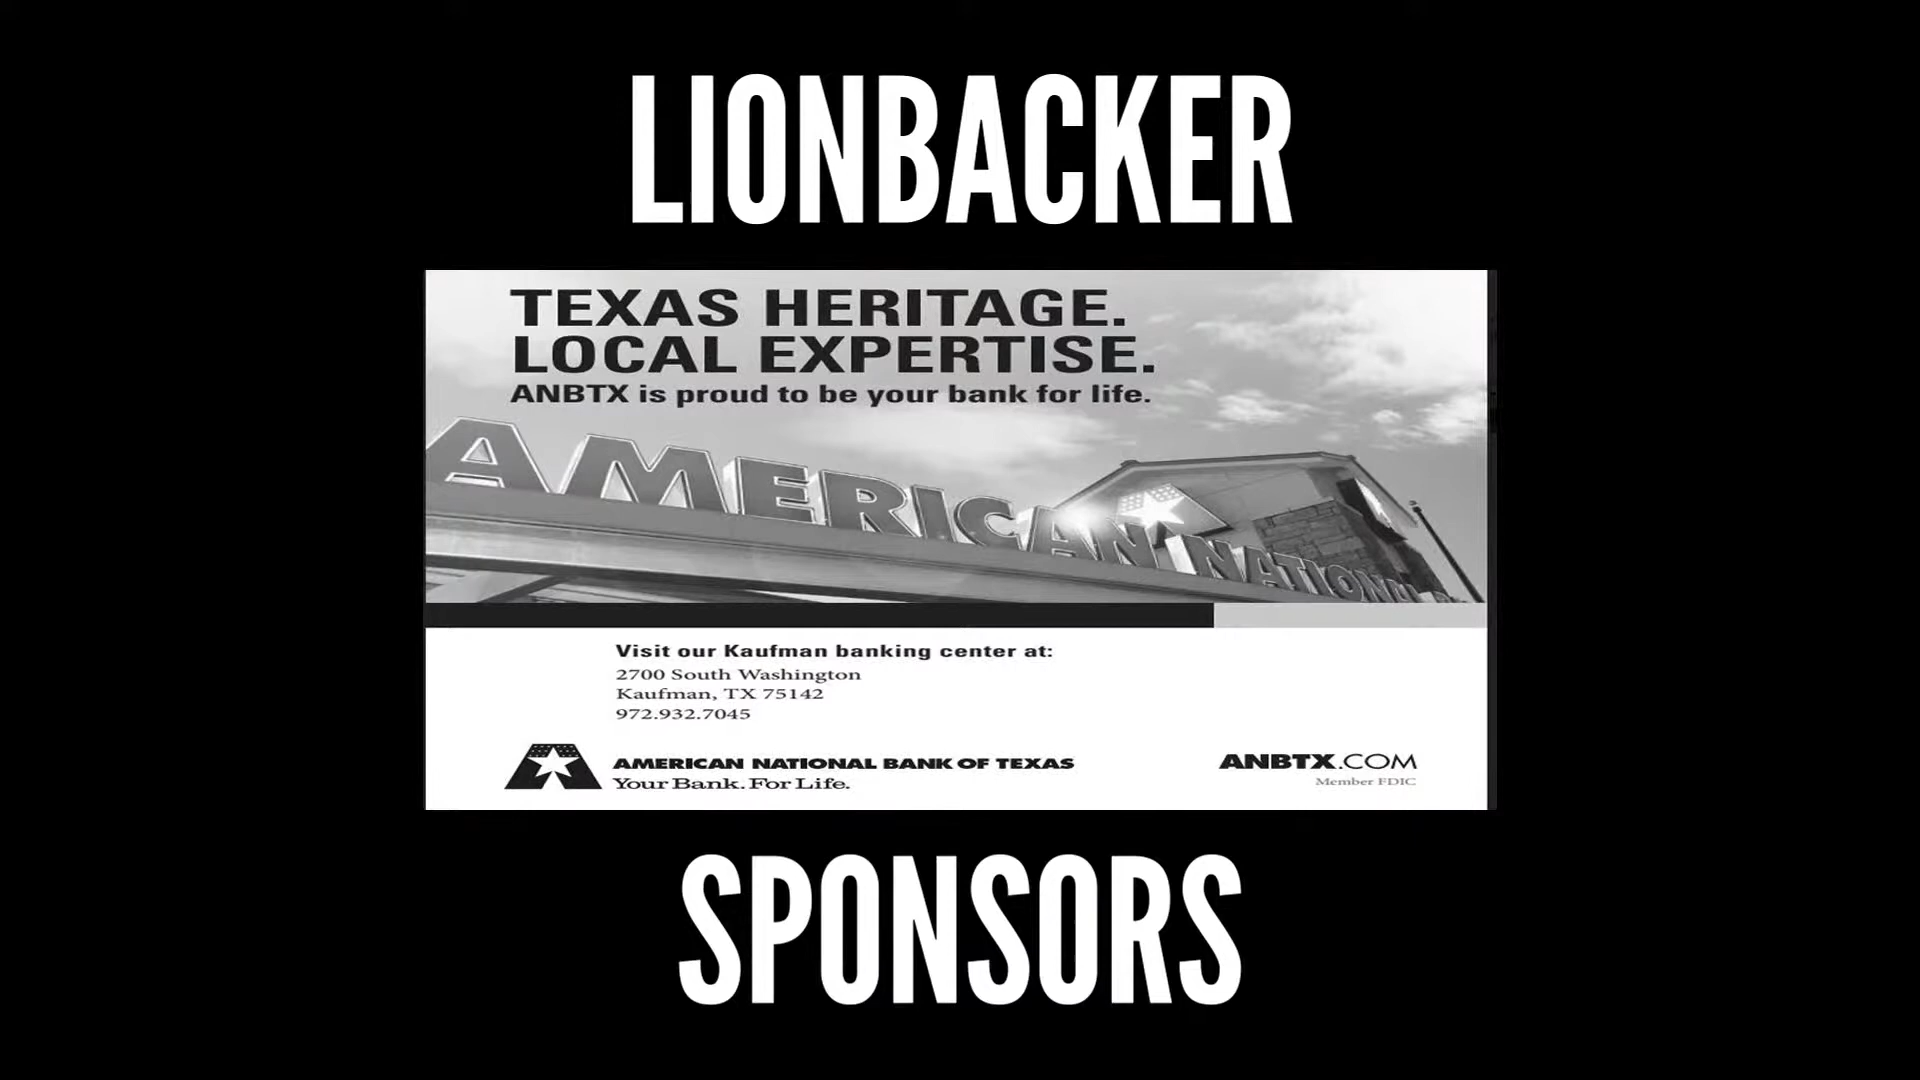 LIONBACKER
TEXAS HERITAGE.
LOCAL EXPERTISE.
ANBTX is proud to be your bank for life.
AMERICAN NATIONAL
Visit our Kaufman banking center at:
2700 South Washington
Kaufman, TX 75142
972.932.7045
AMERICAN NATIONAL BANK OF TEXAS
Your Bank. For Life.
ANBTX.COM
Member FDIC
SPONSORS